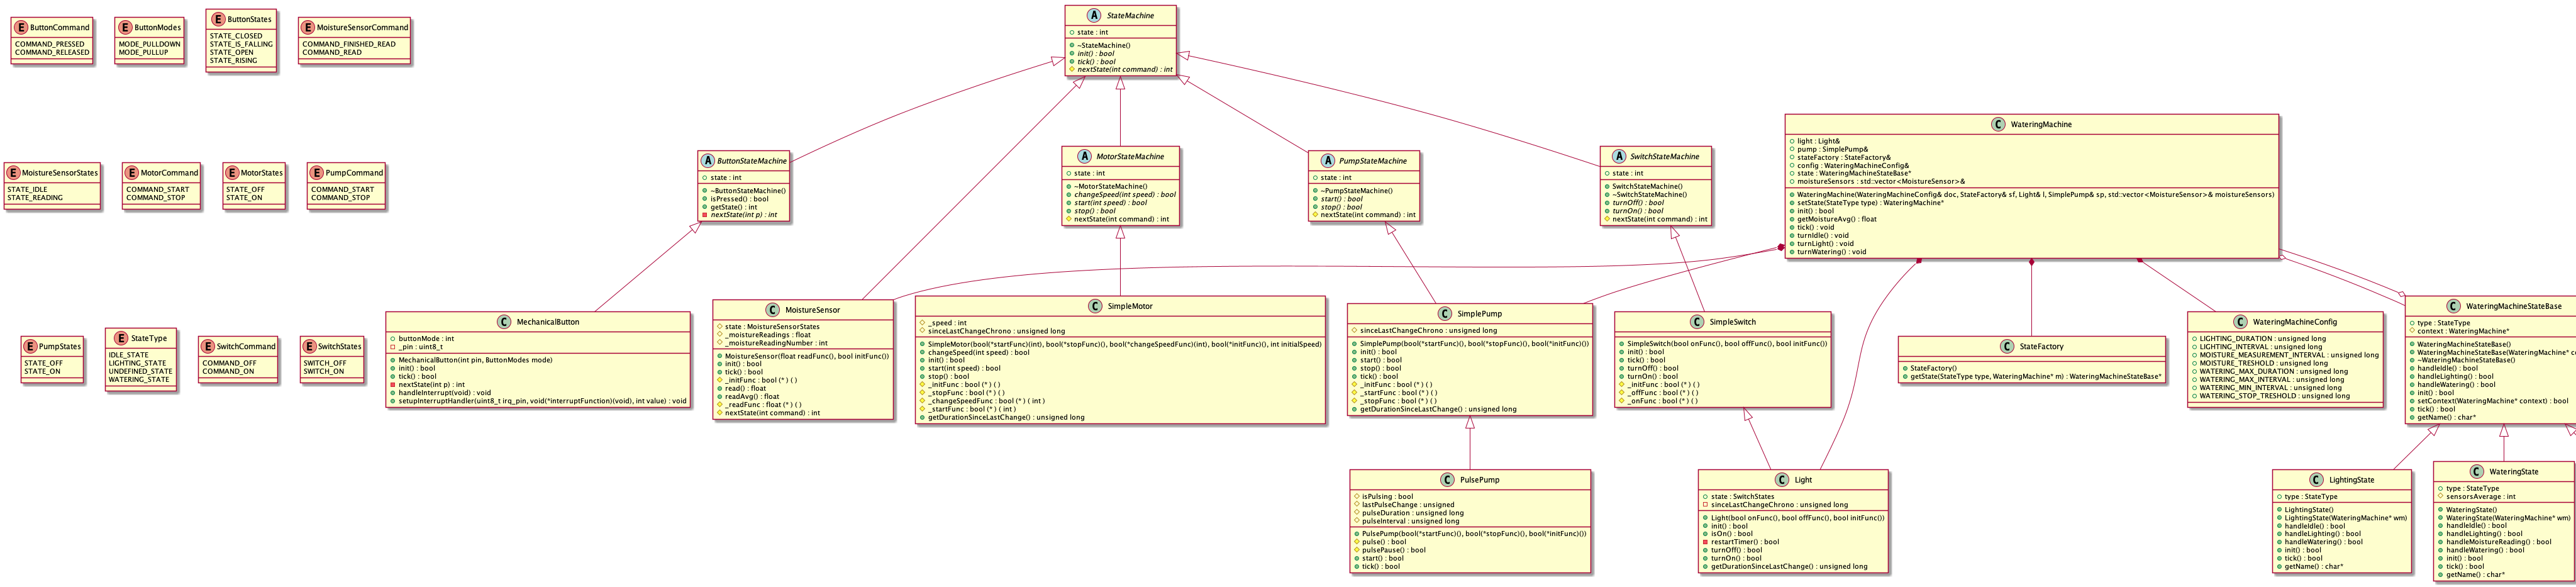 ButtonCommand
COMMAND_PRESSED
COMMAND_RELEASED
ButtonModes
MODE_PULLDOWN
MODE_PULLUP
ButtonStates
STATE_CLOSED
STATE_IS_FALLING
STATE_OPEN
STATE_RISING
MoistureSensorCommand
COMMAND_FINISHED_READ
COMMAND_READ
StateMachine
state : int
~StateMachine()
init() : bool
tick() : bool
nextState(int command) : int
MoistureSensorStates
STATE_IDLE
STATE_READING
MotorCommand
COMMAND_START
COMMAND_STOP
MotorStates
STATE_OFF
STATE_ON
PumpCommand
COMMAND_START
COMMAND_STOP
ButtonStateMachine
state : int
~ButtonStateMachine()
isPressed() : bool
getState() : int
nextState(int p) : int
MotorStateMachine
state : int
~MotorStateMachine()
changeSpeed(int speed) : bool
start(int speed) : bool
stop() : bool
nextState(int command) : int
PumpStateMachine
state : int
~PumpStateMachine()
start() : bool
stop() : bool
nextState(int command) : int
SwitchStateMachine
state : int
SwitchStateMachine()
~SwitchStateMachine()
turnOff() : bool
turnOn() : bool
nextState(int command) : int
WateringMachine
light : Light&
pump : SimplePump&
stateFactory : StateFactory&
config : WateringMachineConfig&
state : WateringMachineStateBase*
moistureSensors : std::vector<MoistureSensor>&
WateringMachine(WateringMachineConfig& doc, StateFactory& sf, Light& l, SimplePump& sp, std::vector<MoistureSensor>& moistureSensors)
setState(StateType type) : WateringMachine*
init() : bool
getMoistureAvg() : float
tick() : void
turnIdle() : void
turnLight() : void
turnWatering() : void
PumpStates
STATE_OFF
STATE_ON
StateType
IDLE_STATE
LIGHTING_STATE
UNDEFINED_STATE
WATERING_STATE
SwitchCommand
COMMAND_OFF
COMMAND_ON
SwitchStates
SWITCH_OFF
SWITCH_ON
MechanicalButton
buttonMode : int
_pin : uint8_t
MechanicalButton(int pin, ButtonModes mode)
init() : bool
tick() : bool
nextState(int p) : int
handleInterrupt(void) : void
setupInterruptHandler(uint8_t irq_pin, void(*interruptFunction)(void), int value) : void
MoistureSensor
state : MoistureSensorStates
_moistureReadings : float
_moistureReadingNumber : int
MoistureSensor(float readFunc(), bool initFunc())
init() : bool
tick() : bool
_initFunc : bool (* ) ( )
read() : float
readAvg() : float
_readFunc : float (* ) ( )
nextState(int command) : int
SimpleMotor
_speed : int
sinceLastChangeChrono : unsigned long
SimpleMotor(bool(*startFunc)(int), bool(*stopFunc)(), bool(*changeSpeedFunc)(int), bool(*initFunc)(), int initialSpeed)
changeSpeed(int speed) : bool
init() : bool
start(int speed) : bool
stop() : bool
tick() : bool
_initFunc : bool (* ) ( )
_stopFunc : bool (* ) ( )
_changeSpeedFunc : bool (* ) ( int )
_startFunc : bool (* ) ( int )
getDurationSinceLastChange() : unsigned long
SimplePump
sinceLastChangeChrono : unsigned long
SimplePump(bool(*startFunc)(), bool(*stopFunc)(), bool(*initFunc)())
init() : bool
start() : bool
stop() : bool
tick() : bool
_initFunc : bool (* ) ( )
_startFunc : bool (* ) ( )
_stopFunc : bool (* ) ( )
getDurationSinceLastChange() : unsigned long
SimpleSwitch
SimpleSwitch(bool onFunc(), bool offFunc(), bool initFunc())
init() : bool
tick() : bool
turnOff() : bool
turnOn() : bool
_initFunc : bool (* ) ( )
_offFunc : bool (* ) ( )
_onFunc : bool (* ) ( )
StateFactory
StateFactory()
getState(StateType type, WateringMachine* m) : WateringMachineStateBase*
WateringMachineConfig
LIGHTING_DURATION : unsigned long
LIGHTING_INTERVAL : unsigned long
MOISTURE_MEASUREMENT_INTERVAL : unsigned long
MOISTURE_TRESHOLD : unsigned long
WATERING_MAX_DURATION : unsigned long
WATERING_MAX_INTERVAL : unsigned long
WATERING_MIN_INTERVAL : unsigned long
WATERING_STOP_TRESHOLD : unsigned long
WateringMachineStateBase
type : StateType
context : WateringMachine*
WateringMachineStateBase()
WateringMachineStateBase(WateringMachine* c
~WateringMachineStateBase()
handleIdle() : bool
handleLighting() : bool
handleWatering() : bool
init() : bool
setContext(WateringMachine* context) : bool
tick() : bool
getName() : char*
PulsePump
isPulsing : bool
lastPulseChange : unsigned
pulseDuration : unsigned long
pulseInterval : unsigned long
PulsePump(bool(*startFunc)(), bool(*stopFunc)(), bool(*initFunc)())
pulse() : bool
pulsePause() : bool
start() : bool
tick() : bool
Light
state : SwitchStates
sinceLastChangeChrono : unsigned long
Light(bool onFunc(), bool offFunc(), bool initFunc())
init() : bool
isOn() : bool
restartTimer() : bool
turnOff() : bool
turnOn() : bool
getDurationSinceLastChange() : unsigned long
LightingState
type : StateType
LightingState()
LightingState(WateringMachine* wm)
handleIdle() : bool
handleLighting() : bool
handleWatering() : bool
init() : bool
tick() : bool
getName() : char*
WateringState
type : StateType
sensorsAverage : int
WateringState()
WateringState(WateringMachine* wm)
handleIdle() : bool
handleLighting() : bool
handleMoistureReading() : bool
handleWatering() : bool
init() : bool
tick() : bool
getName() : char*